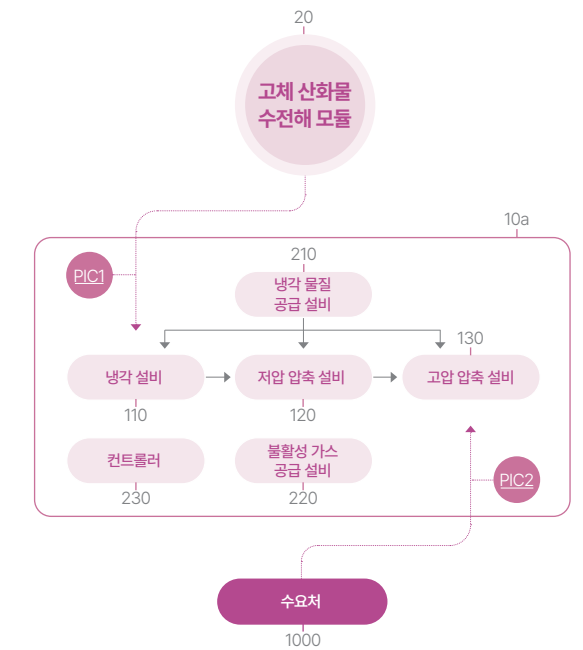 20
고체 산화물
수전해 모듈
10a
PIC1
210
냉각 물질
공급 설비
130
냉각 설비
저압 압축 설비
고압 압축 설비
110
120
컨트롤러
불활성 가스
공급 설비
PIC2
230
220
수요처
1000